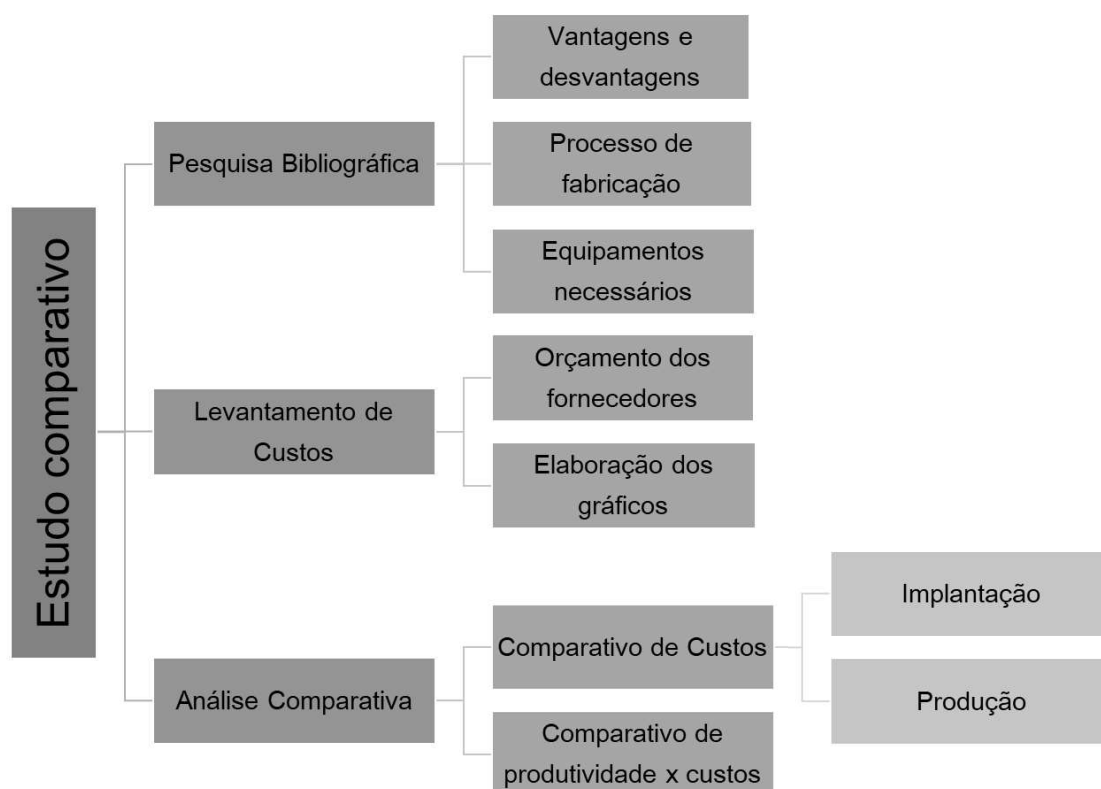 Estudo comparativo
Pesquisa Bibliográfica
Vantagens e
desvantagens
Processo de
fabricação
Equipamentos
necessários
Levantamento de
Custos
Orçamento dos
fornecedores
Elaboração dos
gráficos
Análise Comparativa
Comparativo de Custos
Implantação
Produção
Comparativo de
produtividade x custos